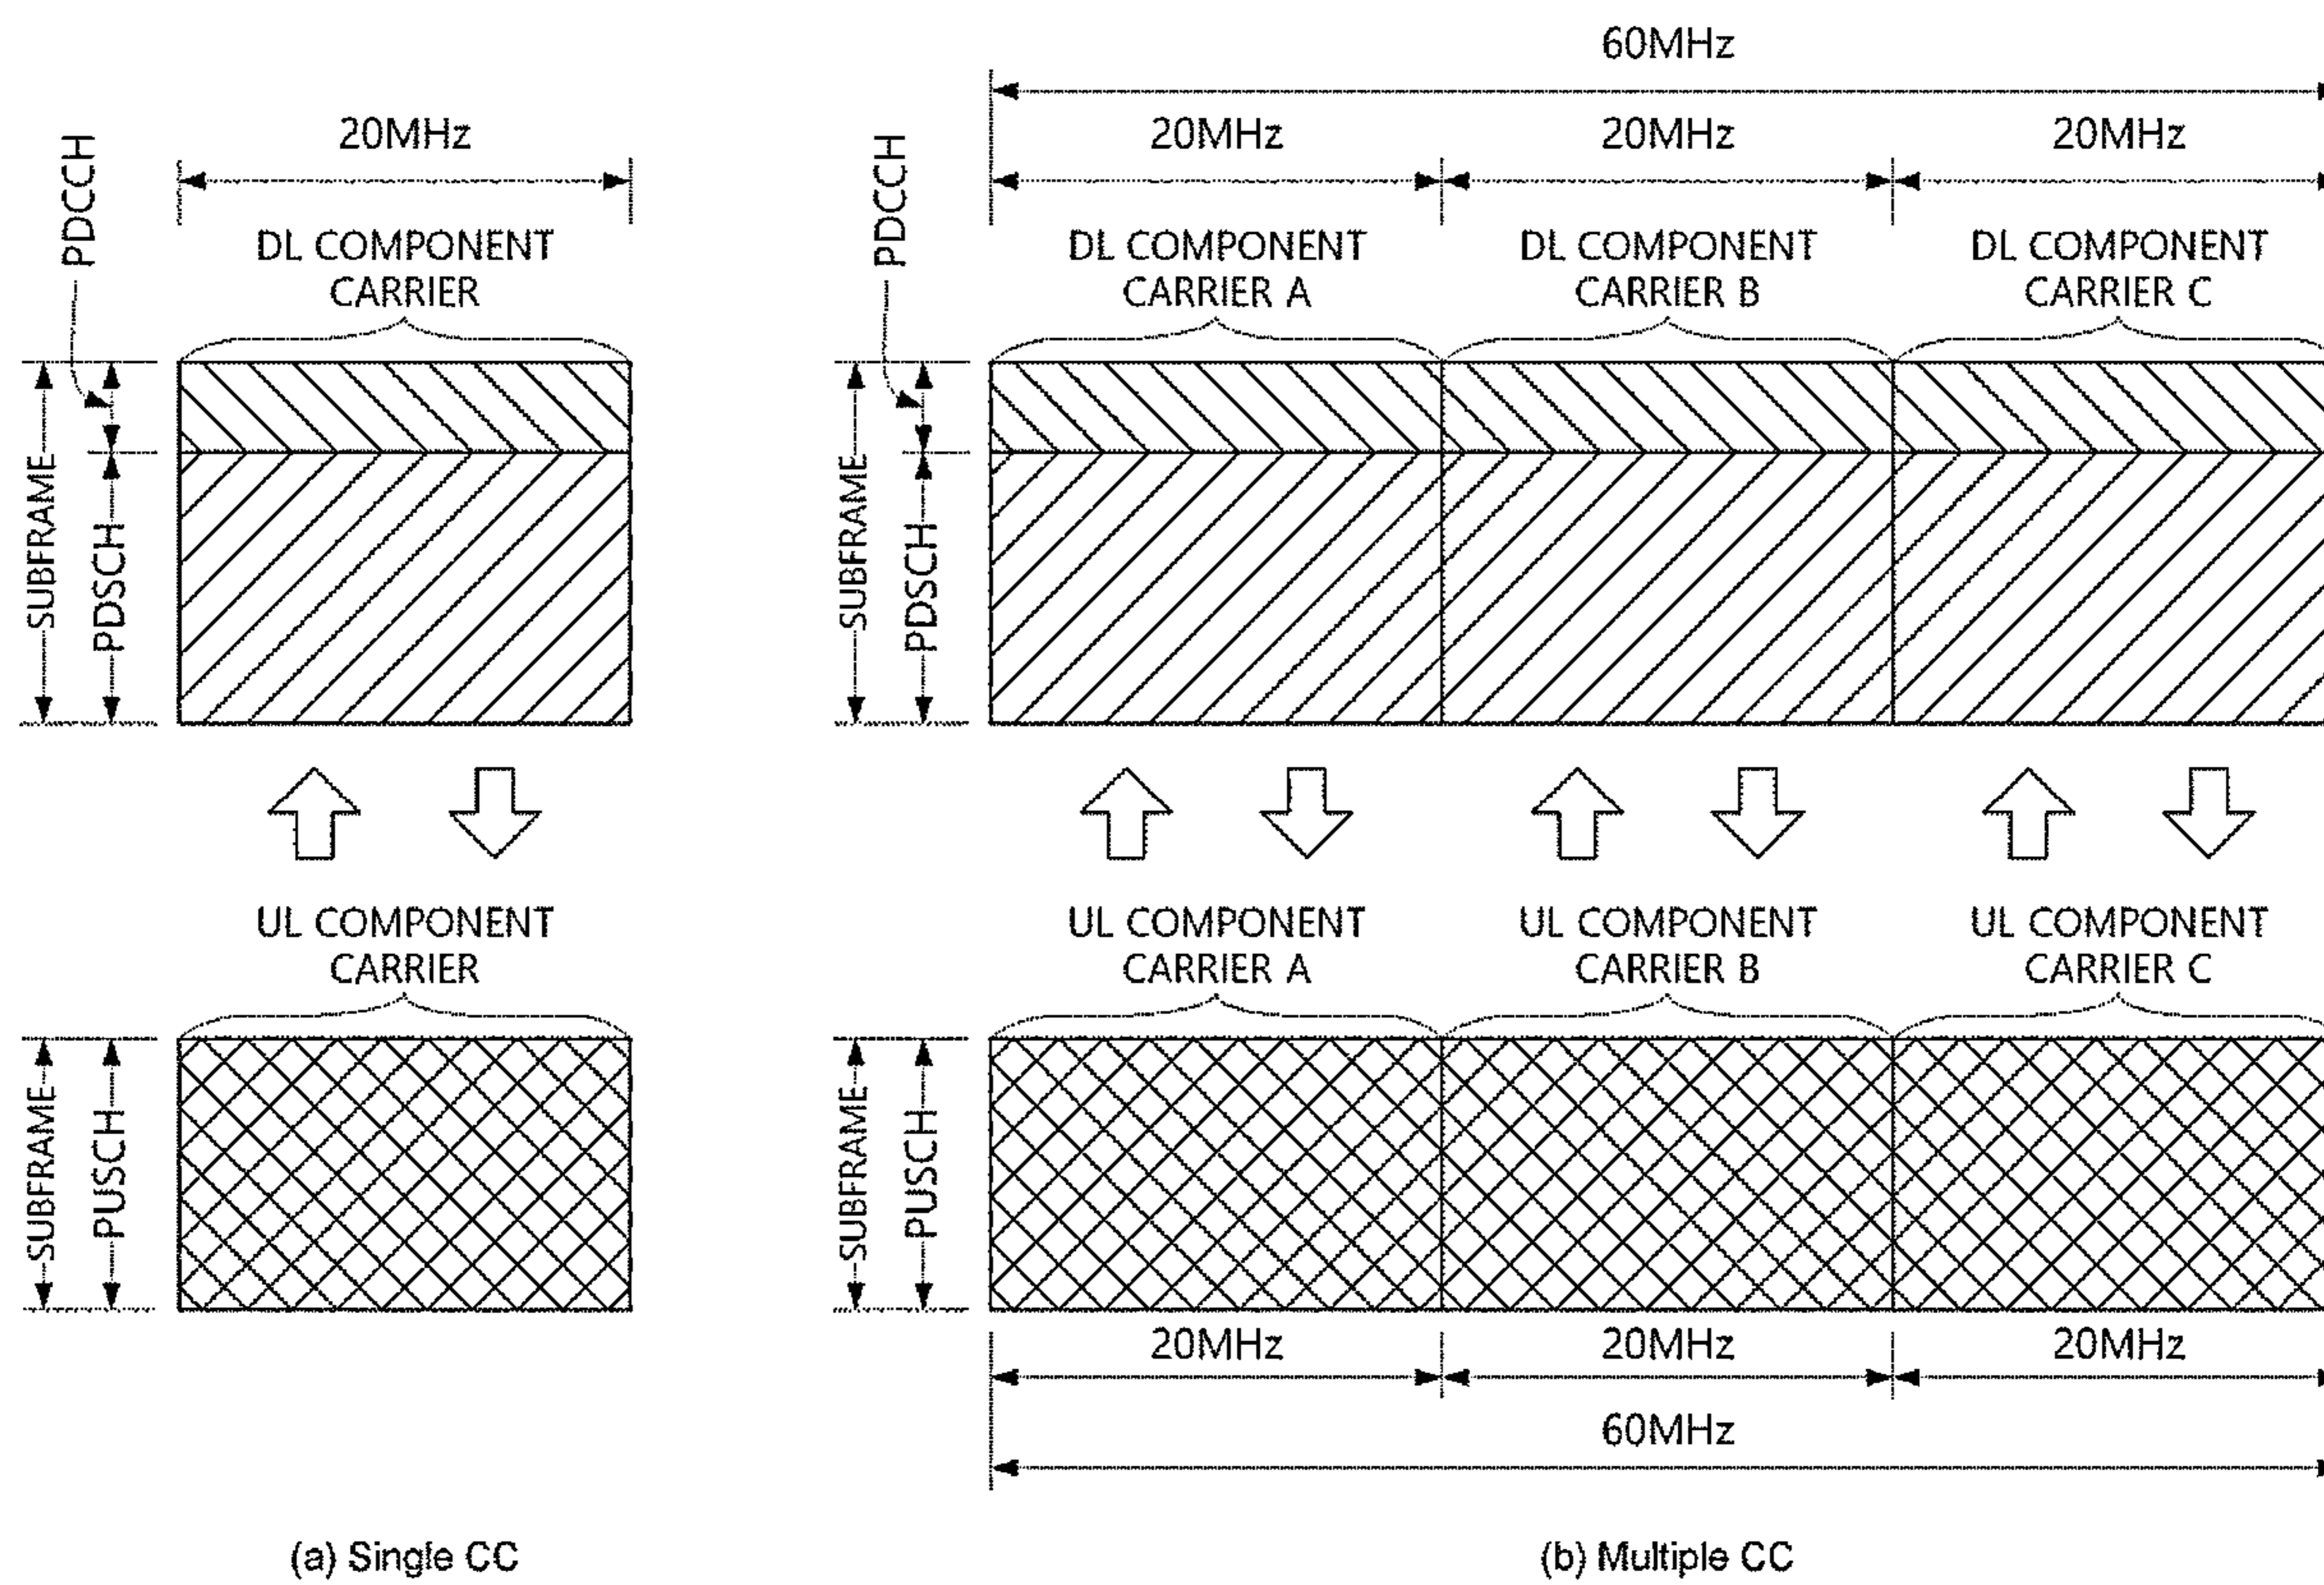 20MHz
PDCCH
DL COMPONENT
CARRIER
SUBFRAME
PDSCH
UL COMPONENT
CARRIER
SUBFRAME
PUSCH
(a) Single CC
60MHz
20MHz 20MHz 20MHz
PDCCH
DL COMPONENT
CARRIER A
DL COMPONENT
CARRIER B
DL COMPONENT
CARRIER C
SUBFRAME
PDSCH
UL COMPONENT
CARRIER A
UL COMPONENT
CARRIER B
UL COMPONENT
CARRIER C
SUBFRAME
PUSCH
20MHz 20MHz 20MHz
60MHz
(b) Multiple CC